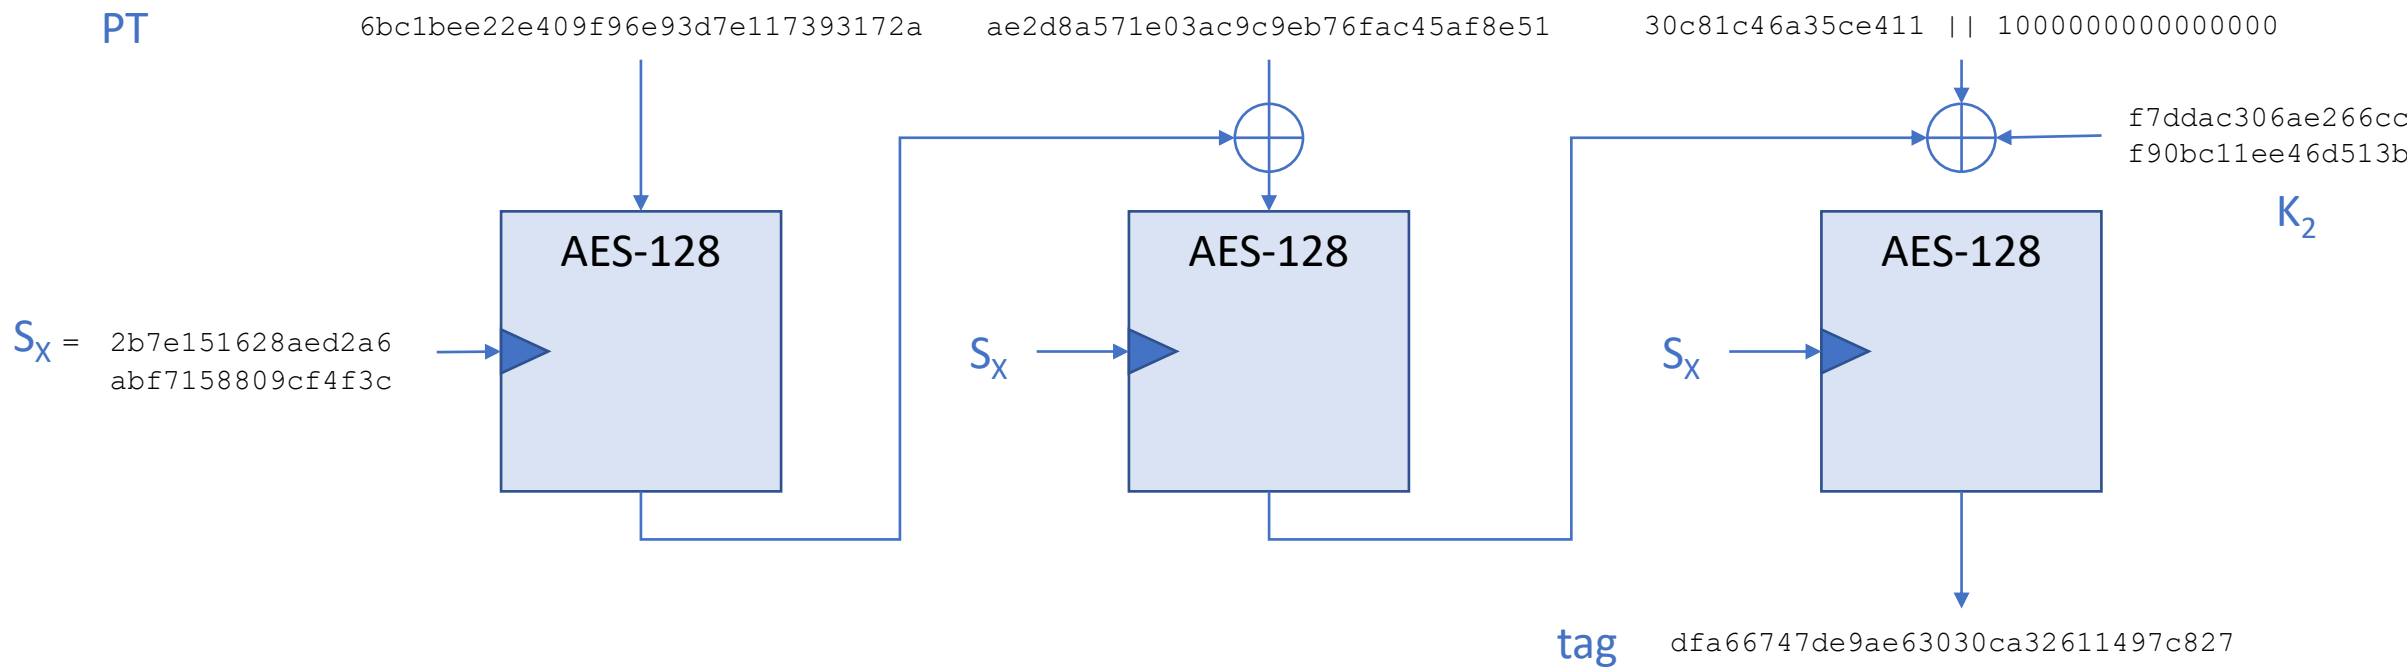 PT
6bc1bee22e409f96e93d7e117393172a
ae2d8a571e03ac9c9eb76fac45af8e51
30c81c46a35ce411 || 1000000000000000
f7ddac306ae266cc
f90bc11ee46d513b
K2
AES-128
AES-128
AES-128
SX = 2b7e151628aed2a6
abf7158809cf4f3c
SX
SX
tag dfa66747de9ae63030ca32611497c827